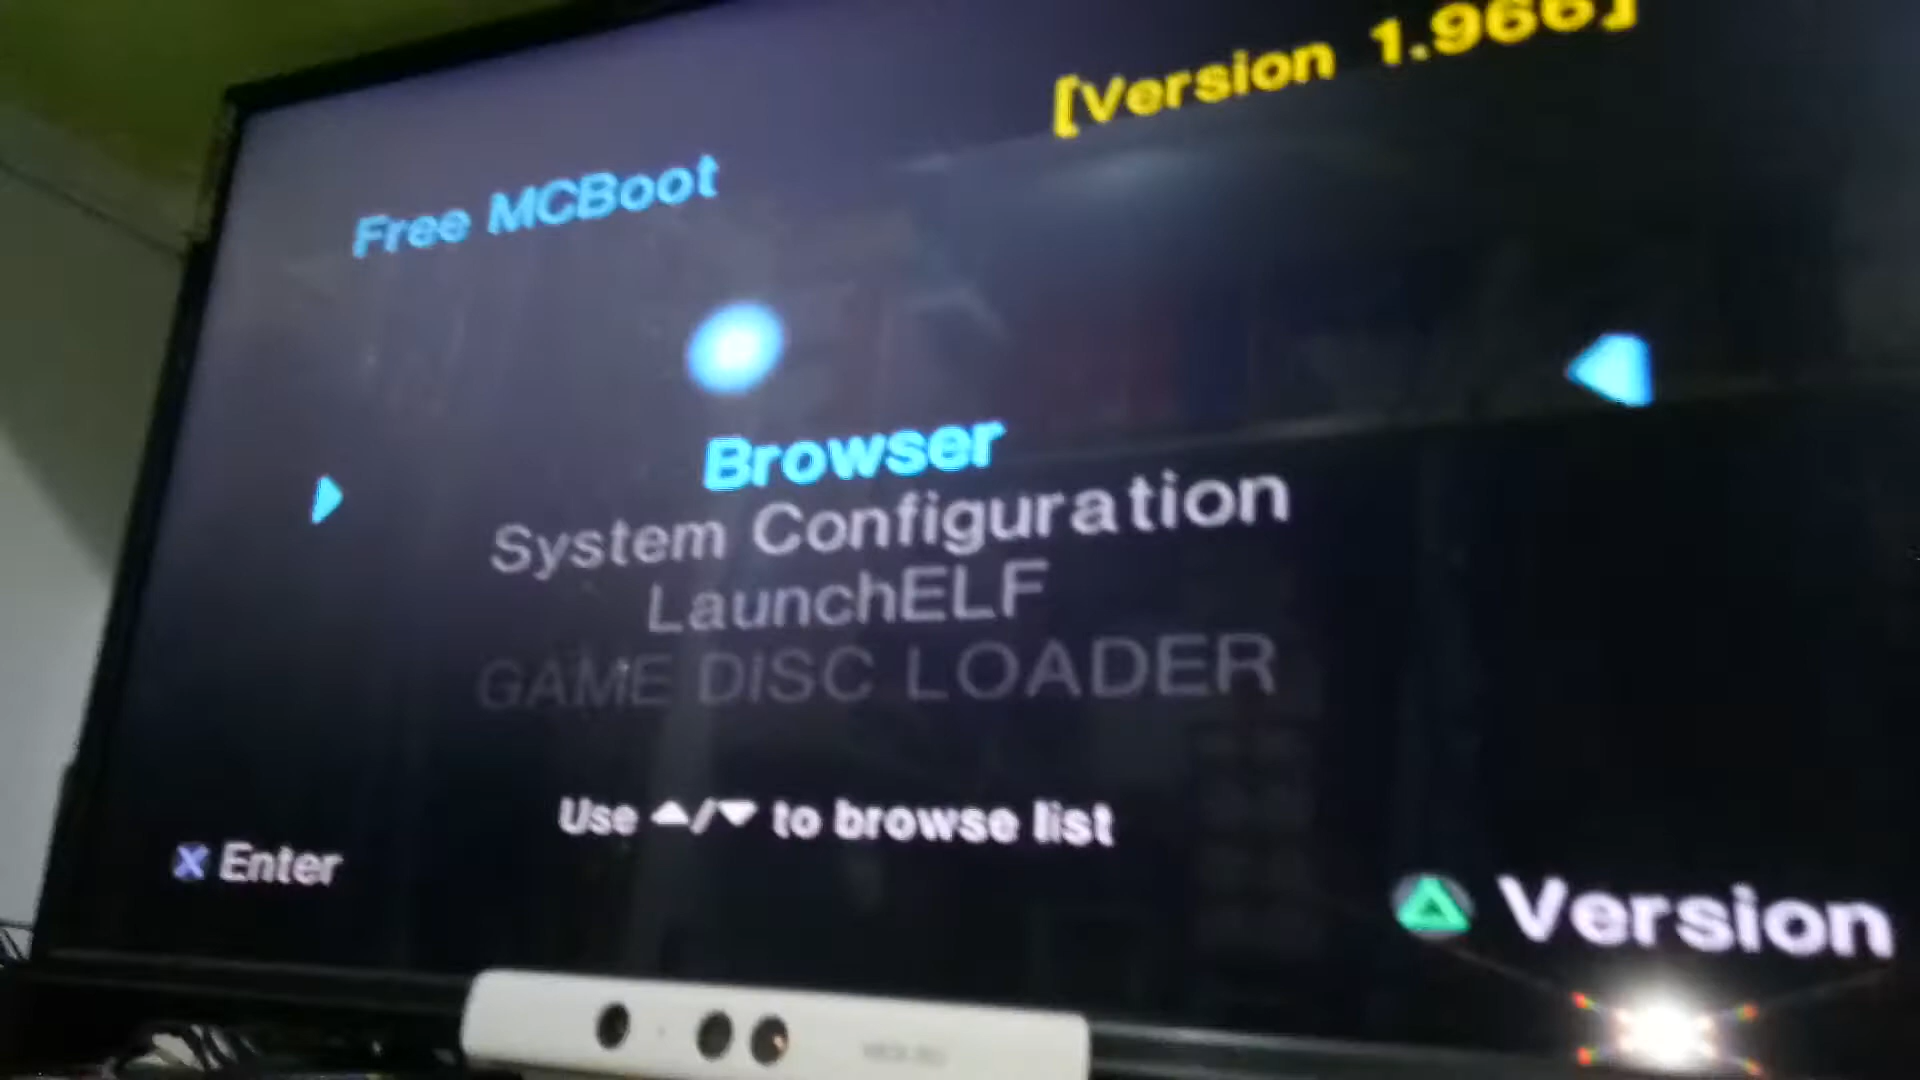 [Version 1.966]
Free MCBoot
Browser
System Configuration
LaunchELF
GAME DISC LOADER
Use ▲/▼ to browse list
Enter
Version